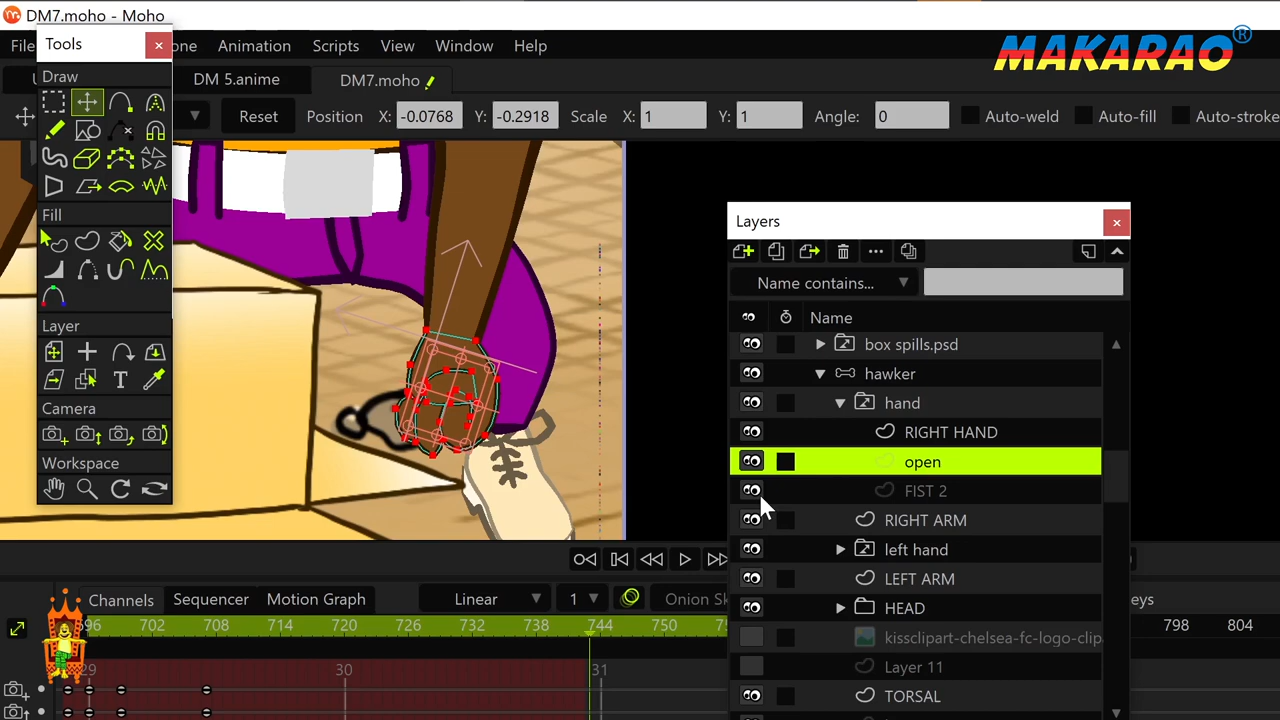 DM7.moho - Moho
MAKARAO®
Tools
File
one
Animation
Scripts
View
Window
Help
Draw
DM 5.anime
DM7.moho
Reset
Position
X:
-0.0768
Y:
-0.2918
Scale
X:
1
Y:
1
Angle:
0
Auto-weld
Auto-fill
Auto-stroke
Fill
Layer
Camera
Workspace
Layers
Name contains...
Name
box spills.psd
hawker
hand
RIGHT HAND
open
FIST 2
RIGHT ARM
left hand
LEFT ARM
HEAD
kissclipart-chelsea-fc-logo-clip
Layer 11
TORSAL
Channels
Sequencer
Motion Graph
Linear
1
Onion Sk
eys
696 702 708 714 720 726 732 738 744 750 756 798 804
29 30 31